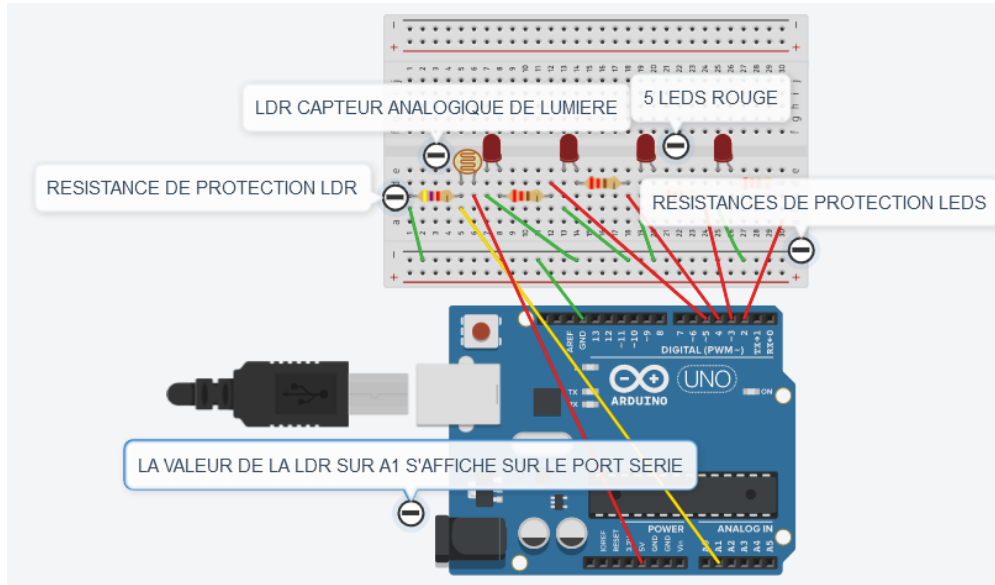 LDR CAPTEUR ANALOGIQUE DE LUMIERE
5 LEDS ROUGE
RESISTANCE DE PROTECTION LDR
RESISTANCES DE PROTECTION LEDS
AREF
GND
13
12
~11
~10
~9
8
7
~6
~5
4
~3
2
TX→1
RX←0
DIGITAL (PWM~)
TX
RX
UNO
ON
ARDUINO
LA VALEUR DE LA LDR SUR A1 S'AFFICHE SUR LE PORT SERIE
POWER
ANALOG IN
IOREF
RESET
3.3V
5V
GND
GND
Vin
A0
A1
A2
A3
A4
A5